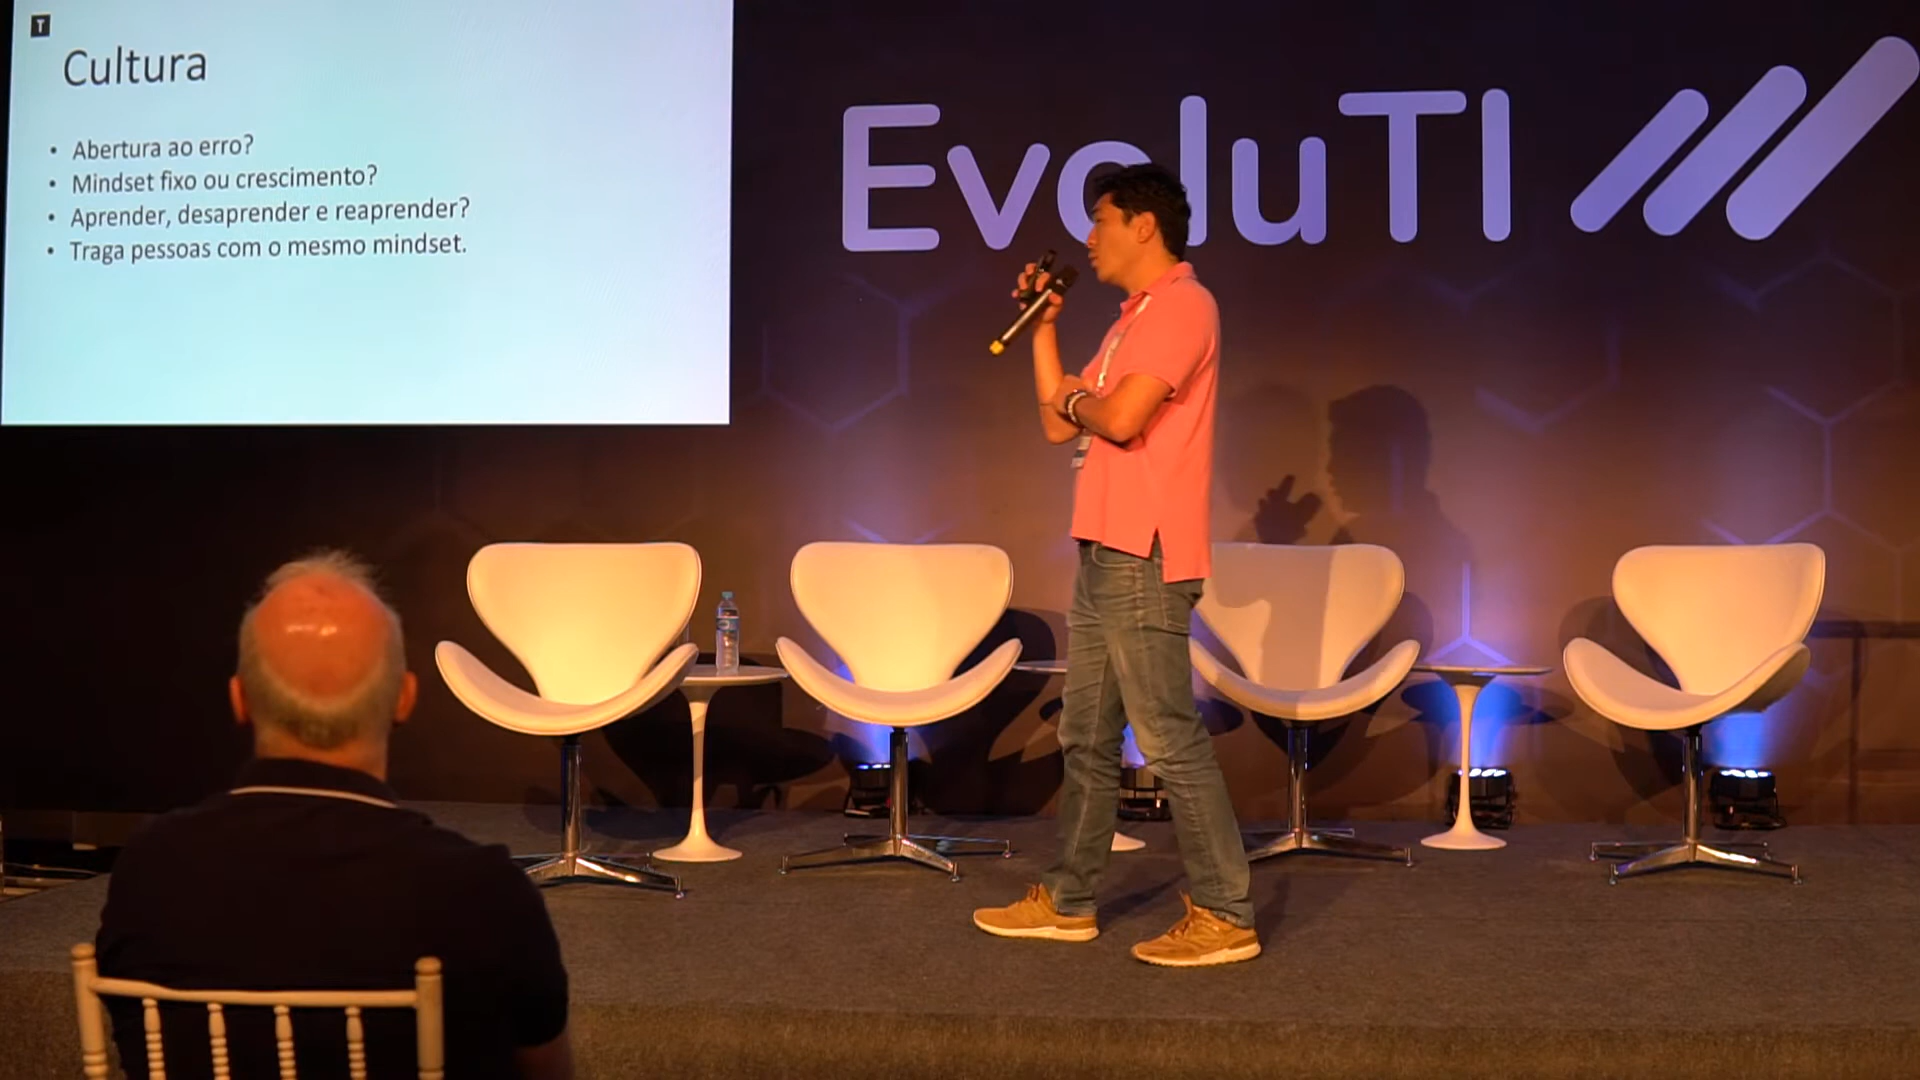 T
Cultura
• Abertura ao erro?
• Mindset fixo ou crescimento?
• Aprender, desaprender e reaprender?
• Traga pessoas com o mesmo mindset.
EvoluTI